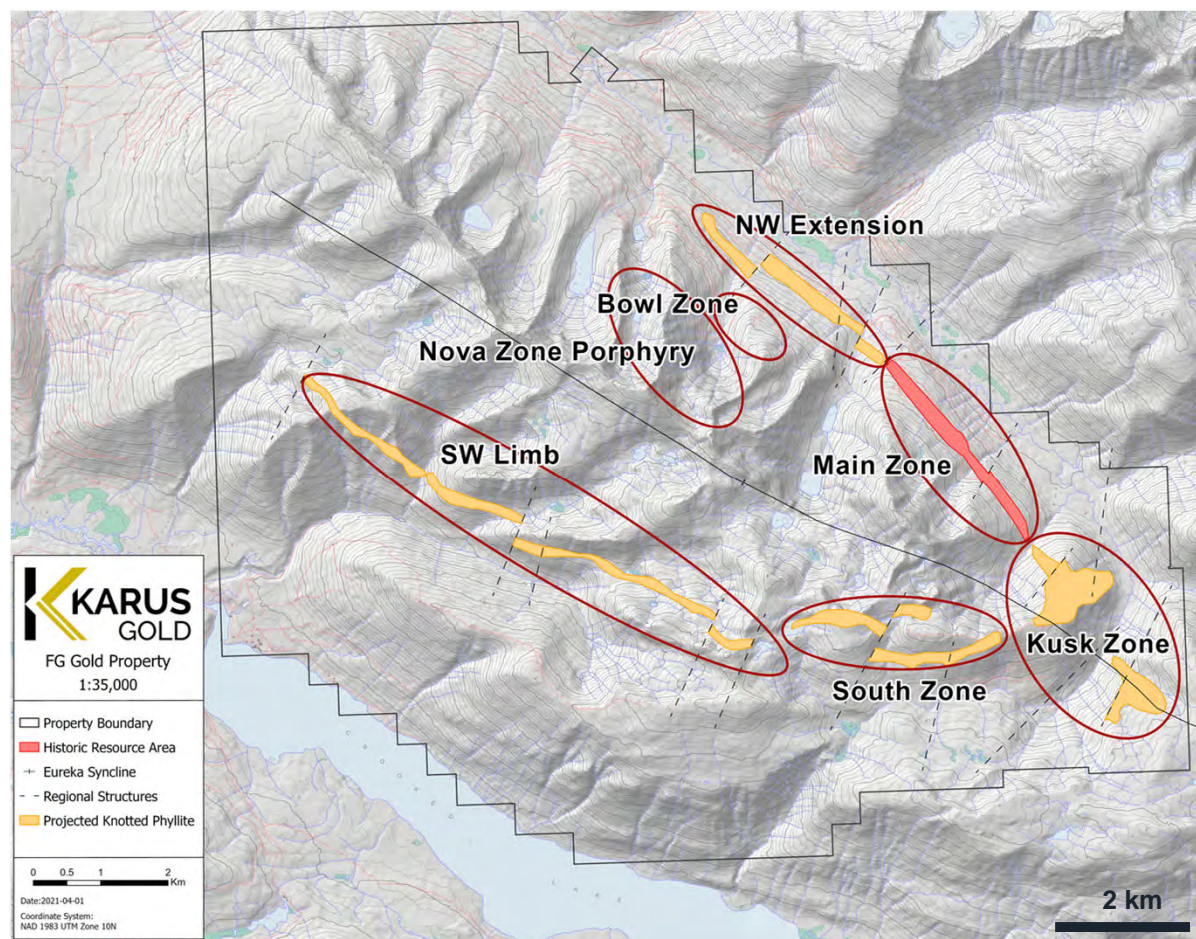 NW Extension
Bowl Zone
Nova Zone Porphyry
SW Limb
Main Zone
Kusk Zone
South Zone
KARUS
GOLD
FG Gold Property
1:35,000
Property Boundary
Historic Resource Area
Eureka Syncline
Regional Structures
Projected Knotted Phyllite
0 0.5 1 2
Km
Date:2021-04-01
Coordinate System:
NAD 1983 UTM Zone 10N
L A K E
2 km